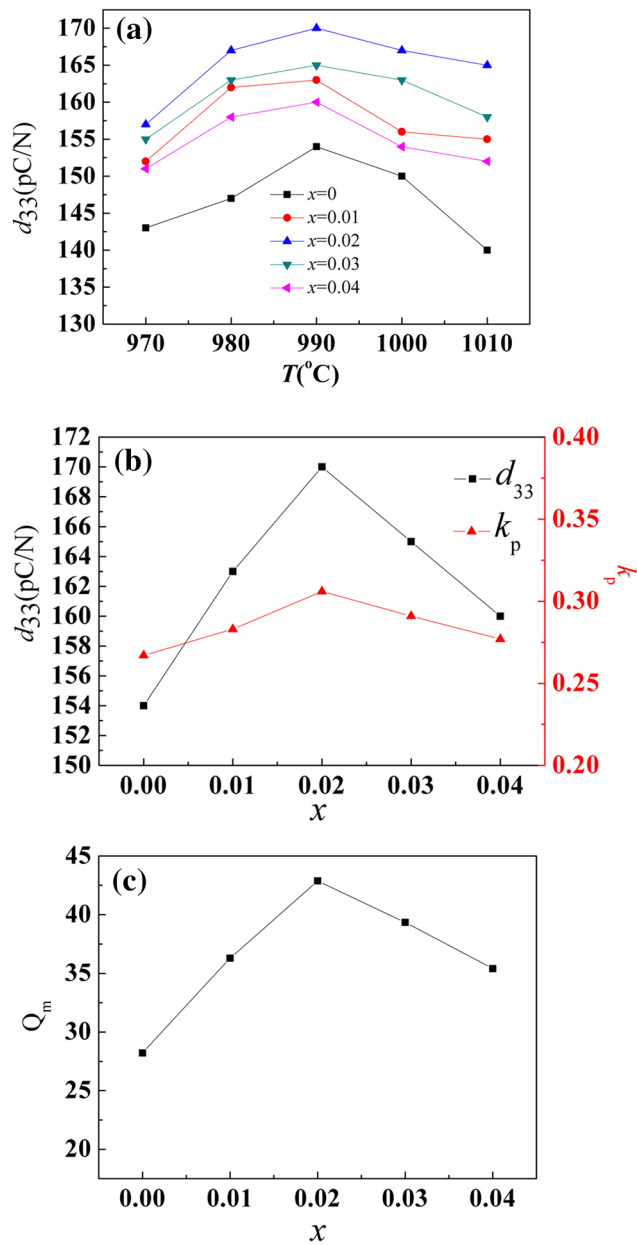 (a)
170
165
160
155
150
145
140
135
130
d33(pC/N)
x=0
x=0.01
x=0.02
x=0.03
x=0.04
970 980 990 1000 1010
T(°C)
(b)
172
170
168
166
164
162
160
158
156
154
152
150
d33(pC/N)
d33
kp
0.40
0.35
0.30
0.25
0.20
kp
0.00 0.01 0.02 0.03 0.04
x
(c)
45
40
35
30
25
20
Qm
0.00 0.01 0.02 0.03 0.04
x